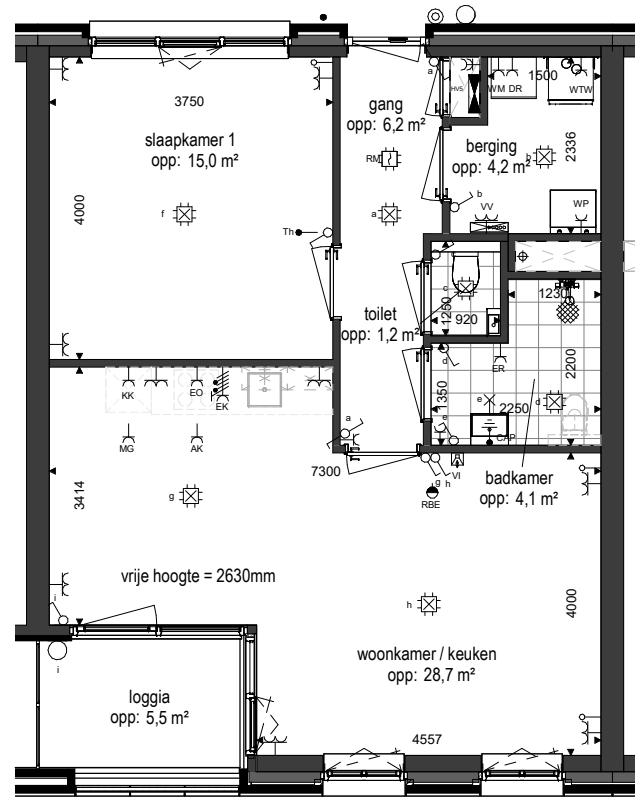 1500
HVS
WM DR
WTW
a
3750
slaapkamer 1
opp: 15,0 m²
gang
opp: 6,2 m²
berging
opp: 4,2 m²
b
2336
RM
4000
f
a
b
VV
WP
Th
c
1230
toilet
opp: 1,2 m²
1250
920
d
ER
2200
1350
KK
EO
EK
e
2250
d
a
e
CAP
MG
AK
7300
g
h
VI
RBE
badkamer
opp: 4,1 m²
3414
g
vrije hoogte = 2630mm
i
h
4000
woonkamer / keuken
opp: 28,7 m²
i
loggia
opp: 5,5 m²
4557